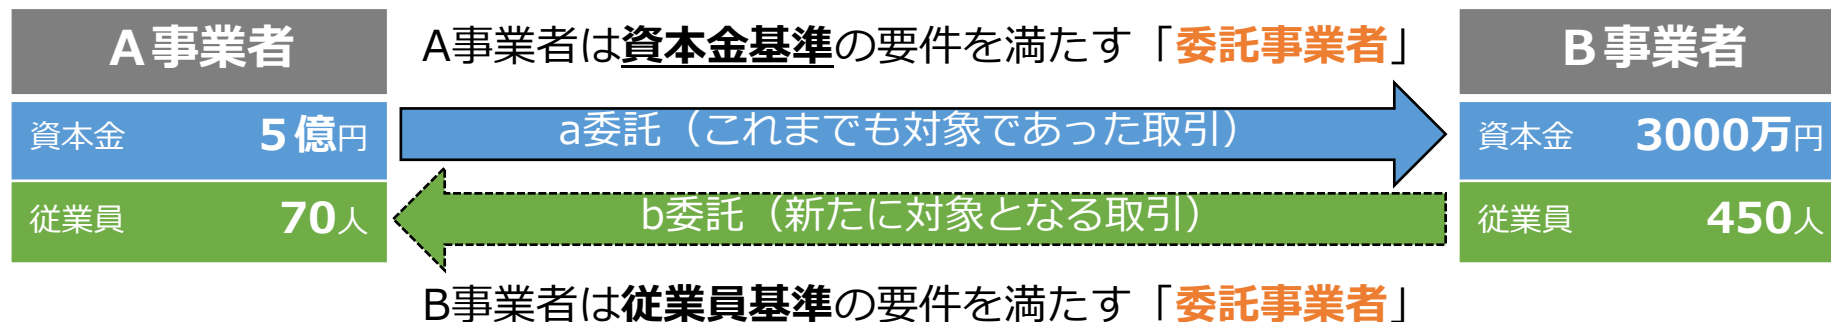 A事業者
資本金 5億円
従業員 70人
A事業者は資本金基準の要件を満たす「委託事業者」
a委託（これまでも対象であった取引）
b委託（新たに対象となる取引）
B事業者は従業員基準の要件を満たす「委託事業者」
B事業者
資本金 3000万円
従業員 450人